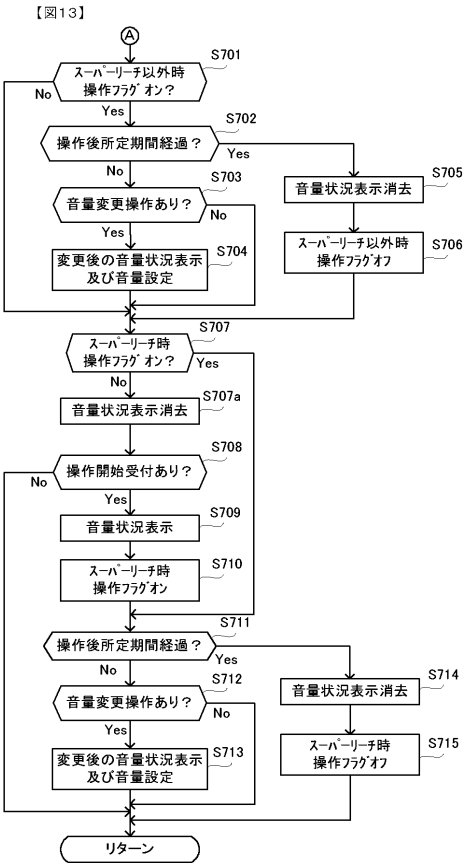 【図13】
A
S701
スーパーリーチ以外時
操作フラグオン？
No
Yes
S702
操作後所定期間経過？
Yes
No
S703
音量変更操作あり？
No
Yes
S704
変更後の音量状況表示
及び音量設定
S705
音量状況表示消去
S706
スーパーリーチ以外時
操作フラグオフ
S707
スーパーリーチ時
操作フラグオン？
Yes
No
S707a
音量状況表示消去
S708
操作開始受付あり？
No
Yes
S709
音量状況表示
S710
スーパーリーチ時
操作フラグオン
S711
操作後所定期間経過？
Yes
No
S712
音量変更操作あり？
No
Yes
S713
変更後の音量状況表示
及び音量設定
S714
音量状況表示消去
S715
スーパーリーチ時
操作フラグオフ
リターン